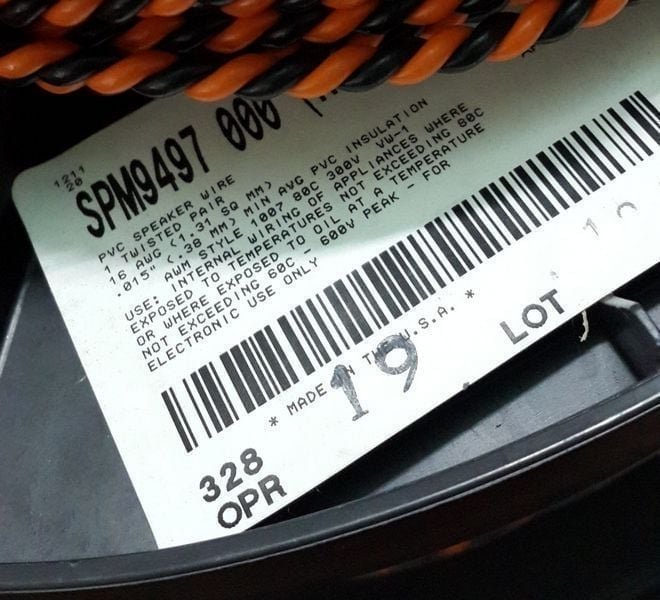 1211
20
SPM9497 000
PVC SPEAKER WIRE
1 TWISTED PAIR
16 AWG (1.31 SQ MM)
.015" (.38 MM) MIN AVG PVC INSULATION
AWM STYLE 1007 80C 300V VW-1
USE: INTERNAL WIRING OF APPLIANCES WHERE
EXPOSED TO TEMPERATURES NOT EXCEEDING 80C
OR WHERE EXPOSED TO OIL AT A TEMPERATURE
NOT EXCEEDING 60C - 600V PEAK - FOR
ELECTRONIC USE ONLY
* MADE IN THE U.S.A. *
19
328
OPR
LOT